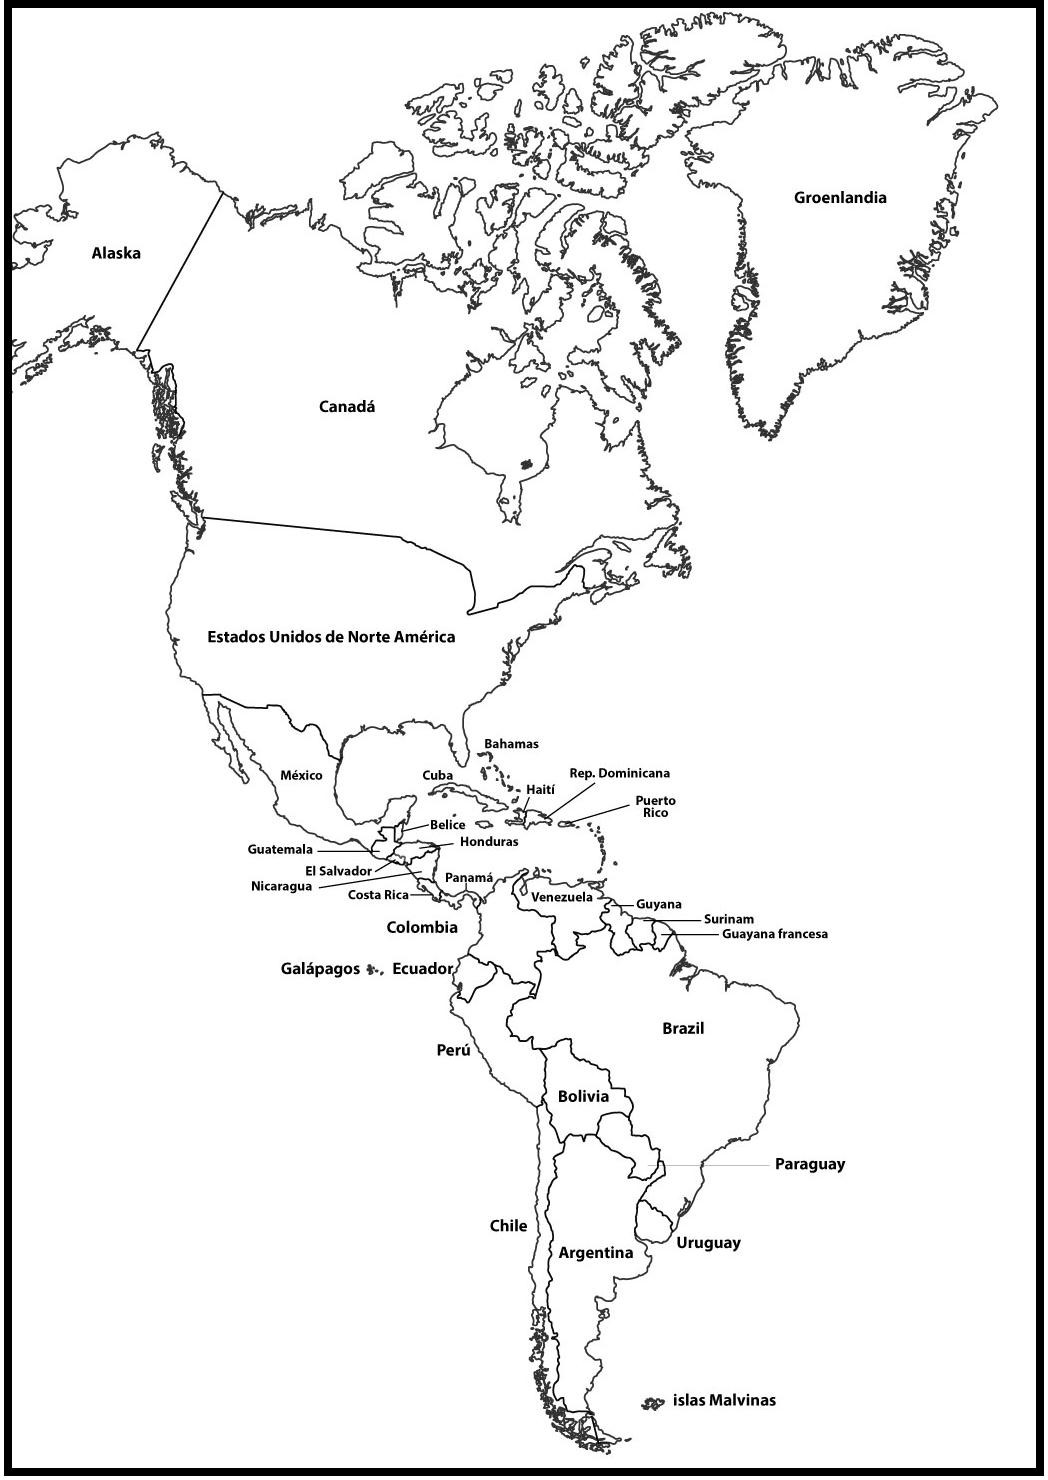 Groenlandia
Alaska
Canadá
Estados Unidos de Norte América
Bahamas
México
Cuba
Rep. Dominicana
Haití
Puerto
Rico
Belice
Honduras
Guatemala
El Salvador
Nicaragua
Panamá
Costa Rica
Venezuela
Guyana
Surinam
Guayana francesa
Colombia
Galápagos
Ecuador
Brazil
Perú
Bolivia
Paraguay
Chile
Uruguay
Argentina
islas Malvinas